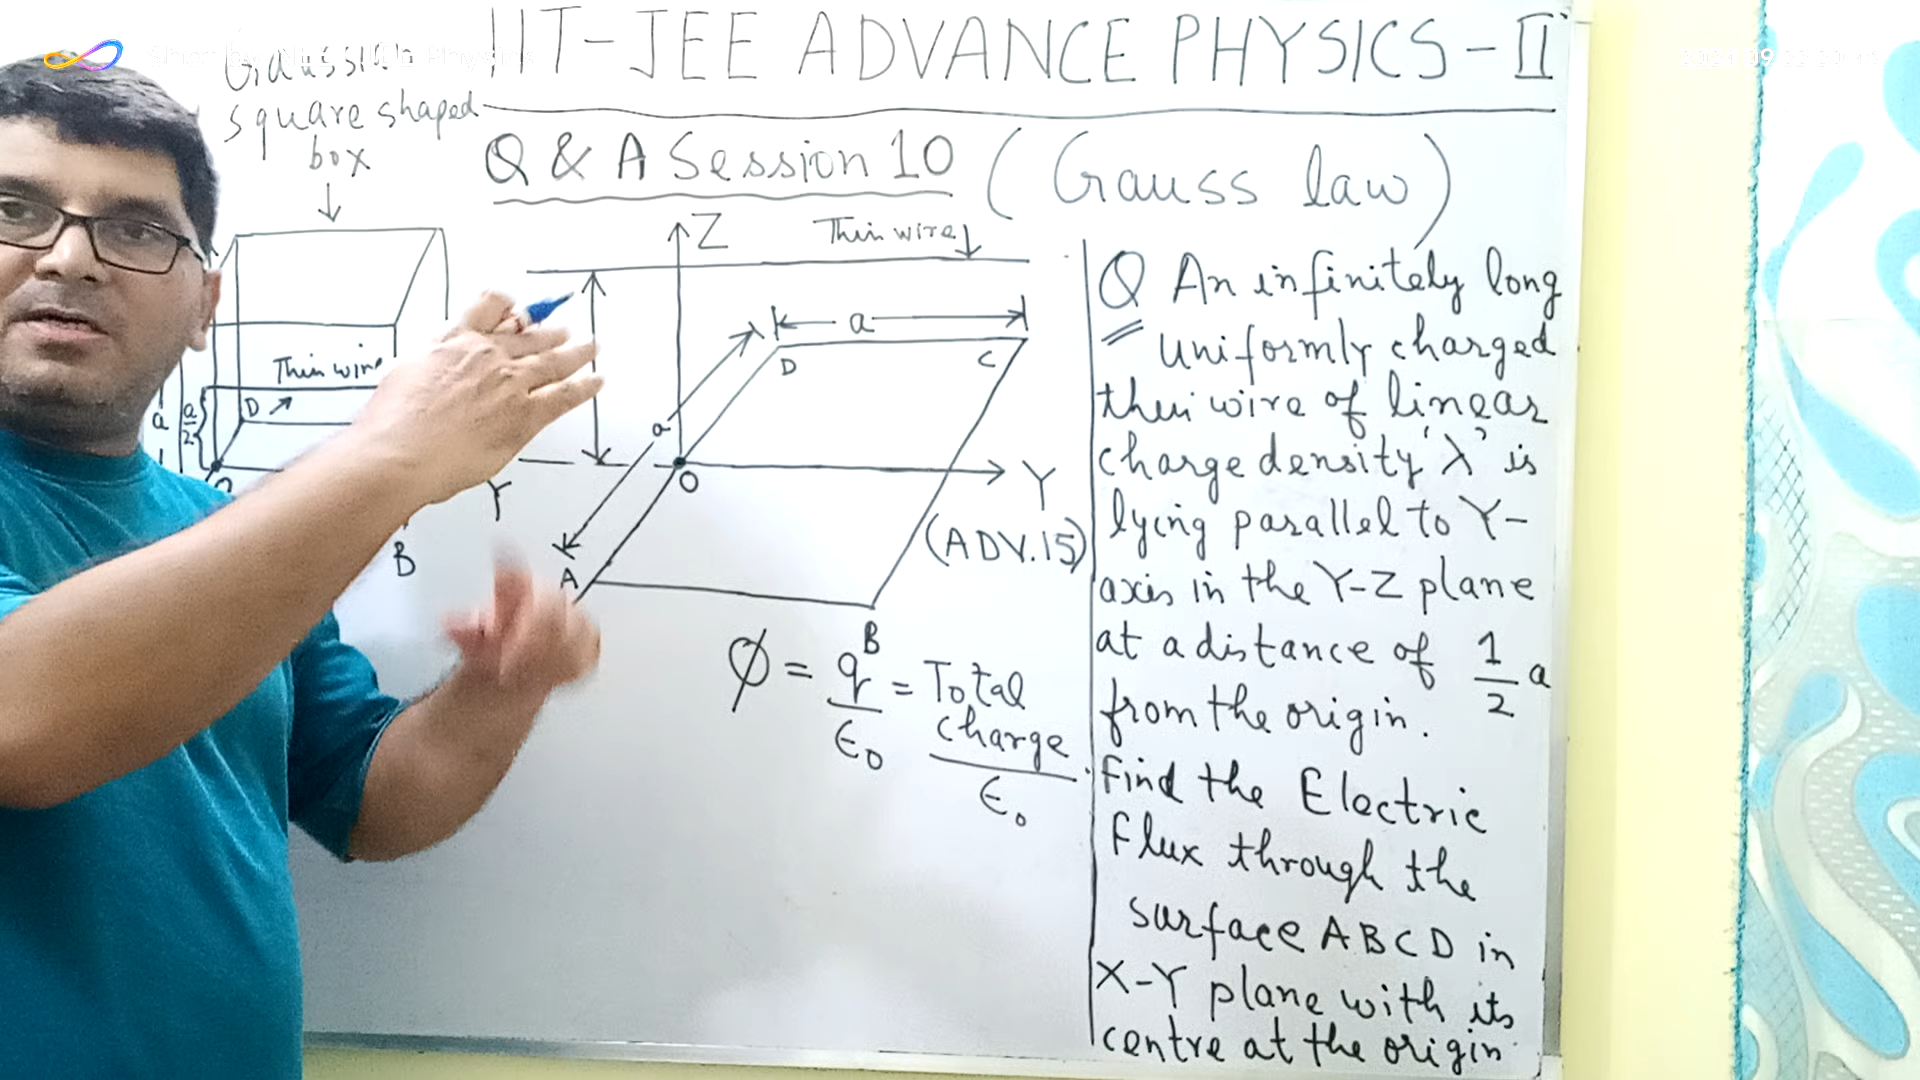 IIT-JEE ADVANCE PHYSICS-II
square shaped
box
Q & A Session 10 (Gauss law)
Z
Thin wire
a
D
C
a
O
Y
A
B
(ADV.15)
Thin wire
D
a
a/2
Y
B
φ = q/ϵ0 = Total charge/ϵ0
Q An infinitely long
Uniformly charged
thin wire of linear
charge density 'λ' is
lying parallel to Y-
axis in the Y-Z plane
at a distance of 1/2 a
from the origin.
Find the Electric
Flux through the
surface ABCD in
X-Y plane with its
centre at the origin.